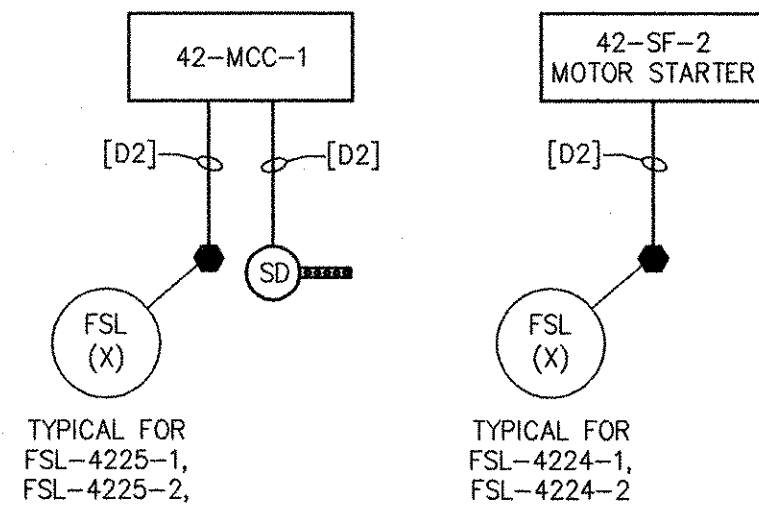 42-MCC-1
42-SF-2
MOTOR STARTER
[D2]
[D2]
[D2]
SD
FSL
(X)
FSL
(X)
TYPICAL FOR
FSL-4225-1,
FSL-4225-2,
TYPICAL FOR
FSL-4224-1,
FSL-4224-2